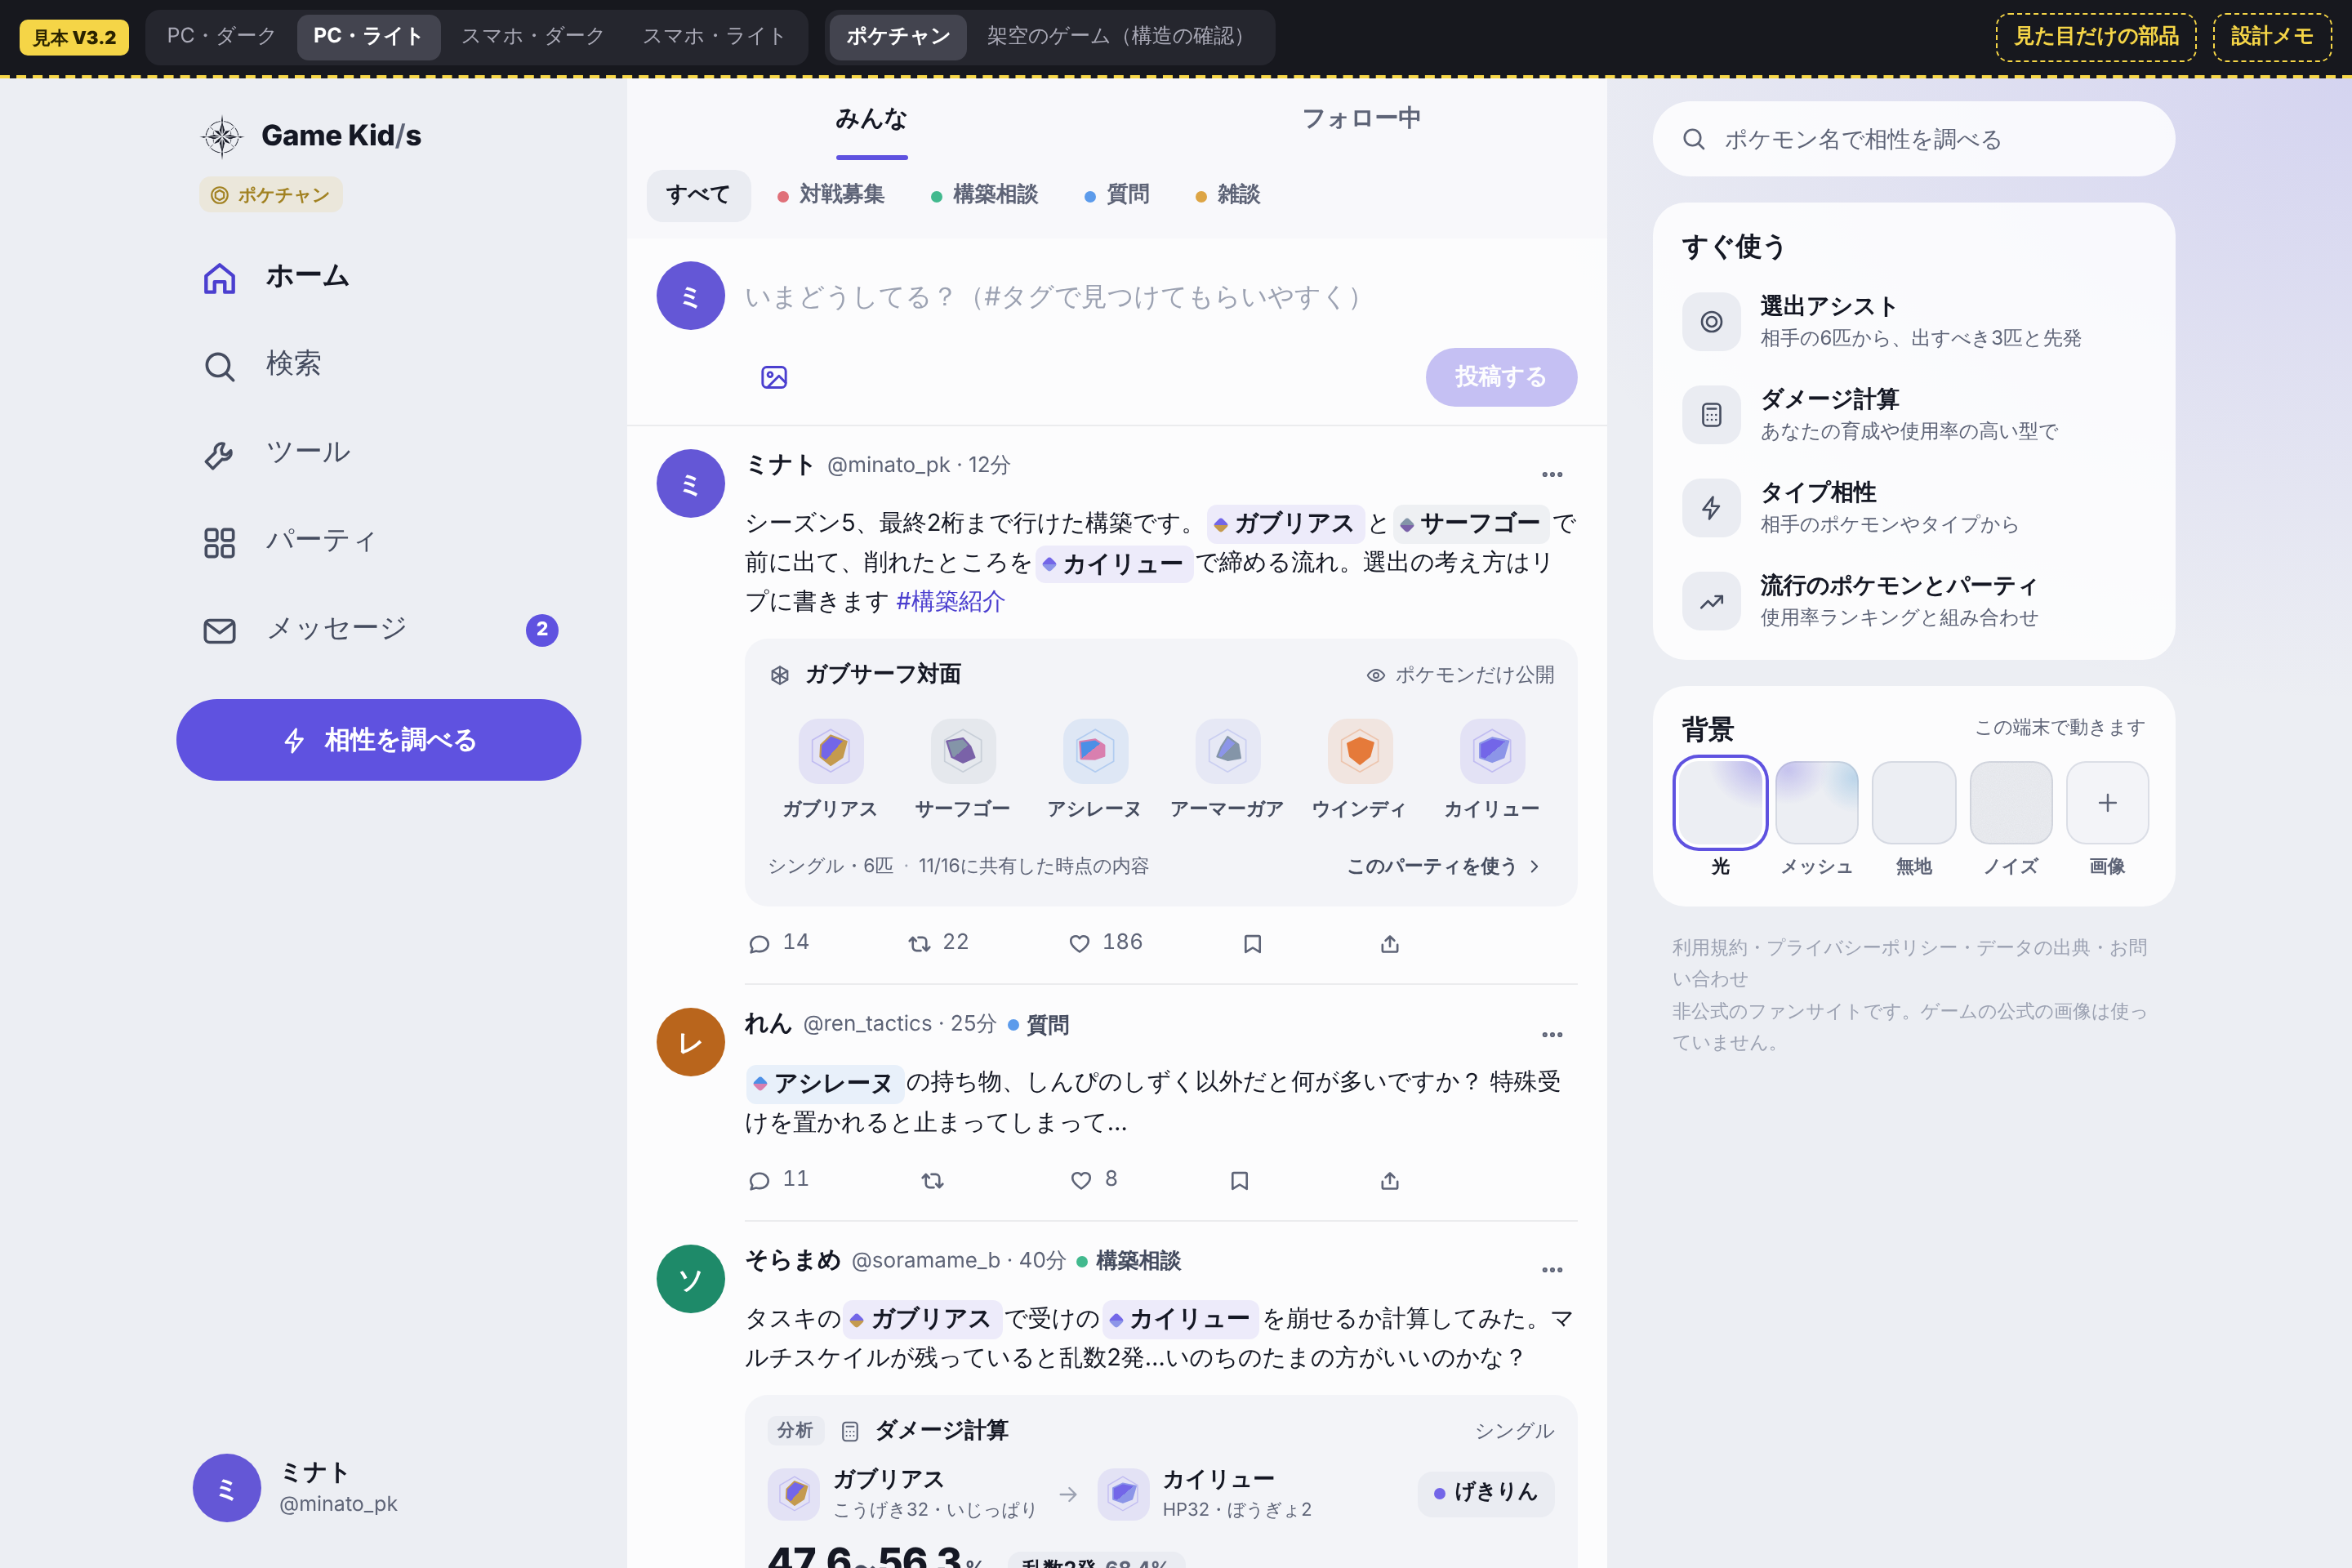 見本 V3.2
PC・ダーク
PC・ライト
スマホ・ダーク
スマホ・ライト
ポケチャン
架空のゲーム（構造の確認）
見た目だけの部品
設計メモ
Game Kid/s
ポケチャン
ホーム
検索
ツール
パーティ
メッセージ
2
相性を調べる
ミ
ミナト
@minato_pk
みんな
フォロー中
すべて
対戦募集
構築相談
質問
雑談
ミ
いまどうしてる？（#タグで見つけてもらいやすく）
投稿する
ミ
ミナト @minato_pk · 12分
シーズン5、最終2桁まで行けた構築です。ガブリアスとサーフゴーで
前に出て、削れたところをカイリューで締める流れ。選出の考え方はリ
プに書きます #構築紹介
ガブサーフ対面
ポケモンだけ公開
ガブリアス
サーフゴー
アシレーヌ
アーマーガア
ウインディ
カイリュー
シングル・6匹 · 11/16に共有した時点の内容
このパーティを使う
14
22
186
レ
れん @ren_tactics · 25分 質問
アシレーヌの持ち物、しんぴのしずく以外だと何が多いですか？ 特殊受
けを置かれると止まってしまって…
11
8
ソ
そらまめ @soramame_b · 40分 構築相談
タスキのガブリアスで受けのカイリューを崩せるか計算してみた。マ
ルチスケイルが残っていると乱数2発…いのちのたまの方がいいのかな？
分析
ダメージ計算
シングル
ガブリアス
こうげき32・いじっぱり
カイリュー
HP32・ぼうぎょ2
げきりん
47.6~56.3%
乱数2発 68.4%
ポケモン名で相性を調べる
すぐ使う
選出アシスト
相手の6匹から、出すべき3匹と先発
ダメージ計算
あなたの育成や使用率の高い型で
タイプ相性
相手のポケモンやタイプから
流行のポケモンとパーティ
使用率ランキングと組み合わせ
背景
この端末で動きます
光
メッシュ
無地
ノイズ
画像
利用規約・プライバシーポリシー・データの出典・お問
い合わせ
非公式のファンサイトです。ゲームの公式の画像は使っ
ていません。